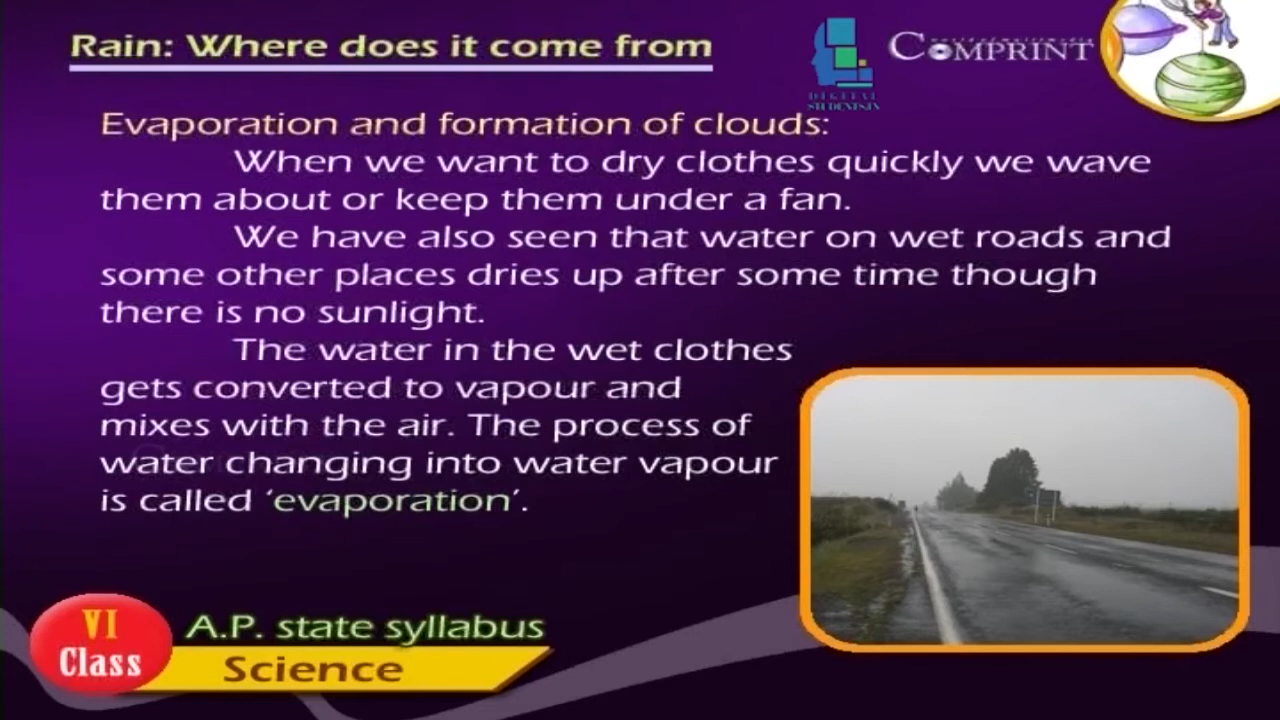 Rain: Where does it come from
DIGITAL
STUDENTS.IN
COMPRINT
Evaporation and formation of clouds:
When we want to dry clothes quickly we wave
them about or keep them under a fan.
We have also seen that water on wet roads and
some other places dries up after some time though
there is no sunlight.
The water in the wet clothes
gets converted to vapour and
mixes with the air. The process of
water changing into water vapour
is called ‘evaporation’.
VI
Class
A.P. state syllabus
Science